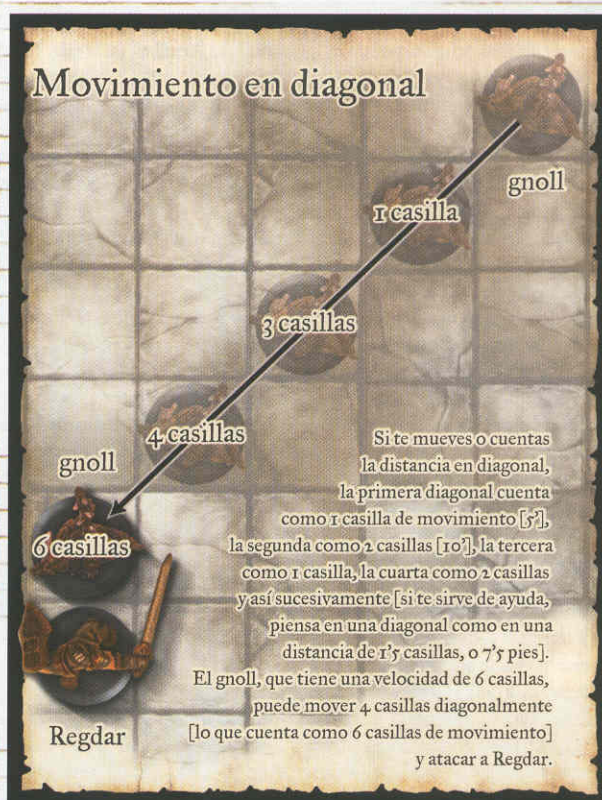 Movimiento en diagonal
gnoll
1 casilla
3 casillas
4 casillas
gnoll
6 casillas
Si te mueves o cuentas
la distancia en diagonal,
la primera diagonal cuenta
como 1 casilla de movimiento [5'],
la segunda como 2 casillas [10'], la tercera
como 1 casilla, la cuarta como 2 casillas
y así sucesivamente [si te sirve de ayuda,
piensa en una diagonal como en una
distancia de 1'5 casillas, o 7'5 pies].
El gnoll, que tiene una velocidad de 6 casillas,
puede mover 4 casillas diagonalmente
[lo que cuenta como 6 casillas de movimiento]
y atacar a Regdar.
Regdar